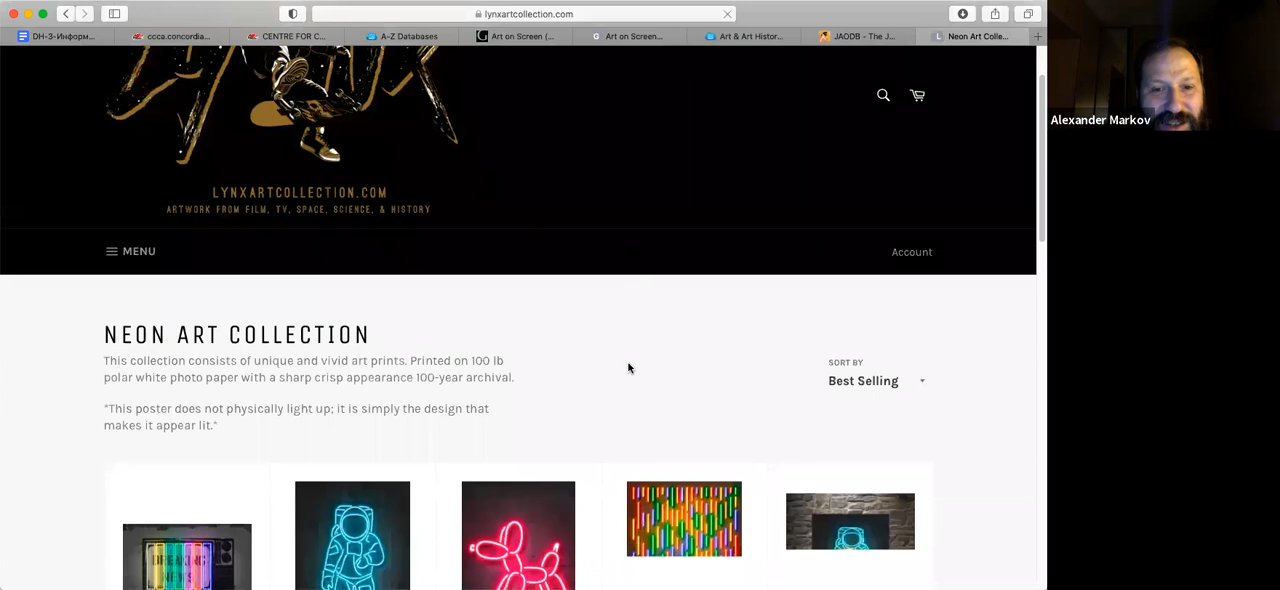 lynxartcollection.com
DH-3-Информ...
ccca.concordia...
CENTRE FOR C...
A-Z Databases
Art on Screen (...
Art on Screen...
Art & Art Histor...
JAODB - The J...
Neon Art Colle...
LYNXARTCOLLECTION.COM
ARTWORK FROM FILM, TV, SPACE, SCIENCE, & HISTORY
MENU
Account
NEON ART COLLECTION
This collection consists of unique and vivid art prints. Printed on 100 lb
polar white photo paper with a sharp crisp appearance 100-year archival.
SORT BY
Best Selling
*This poster does not physically light up; it is simply the design that
makes it appear lit.*
BREAKING
NEWS
Alexander Markov